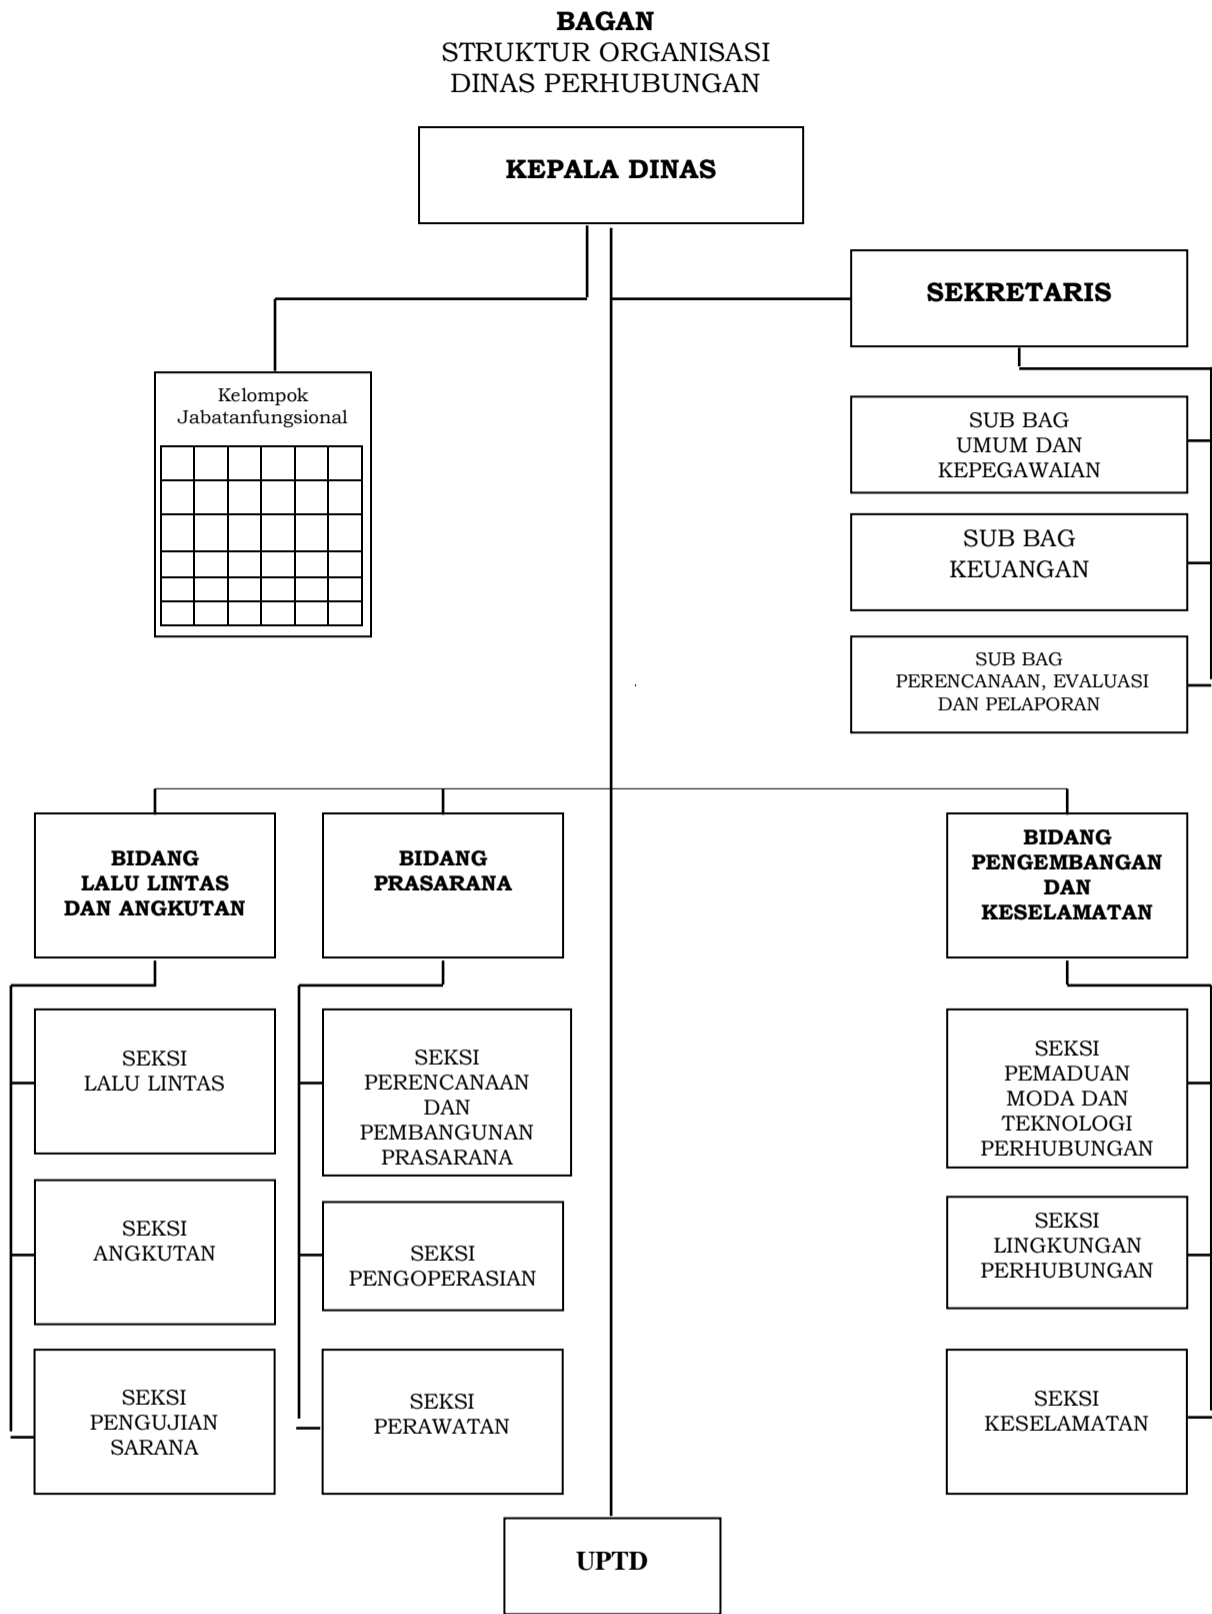 BAGAN
STRUKTUR ORGANISASI
DINAS PERHUBUNGAN
KEPALA DINAS
SEKRETARIS
Kelompok
Jabatanfungsional
SUB BAG
UMUM DAN
KEPEGAWAIAN
SUB BAG
KEUANGAN
SUB BAG
PERENCANAAN, EVALUASI
DAN PELAPORAN
BIDANG
LALU LINTAS
DAN ANGKUTAN
BIDANG
PRASARANA
BIDANG
PENGEMBANGAN
DAN
KESELAMATAN
SEKSI
LALU LINTAS
SEKSI
PERENCANAAN
DAN
PEMBANGUNAN
PRASARANA
SEKSI
PEMADUAN
MODA DAN
TEKNOLOGI
PERHUBUNGAN
SEKSI
ANGKUTAN
SEKSI
PENGOPERASIAN
SEKSI
LINGKUNGAN
PERHUBUNGAN
SEKSI
PENGUJIAN
SARANA
SEKSI
PERAWATAN
SEKSI
KESELAMATAN
UPTD